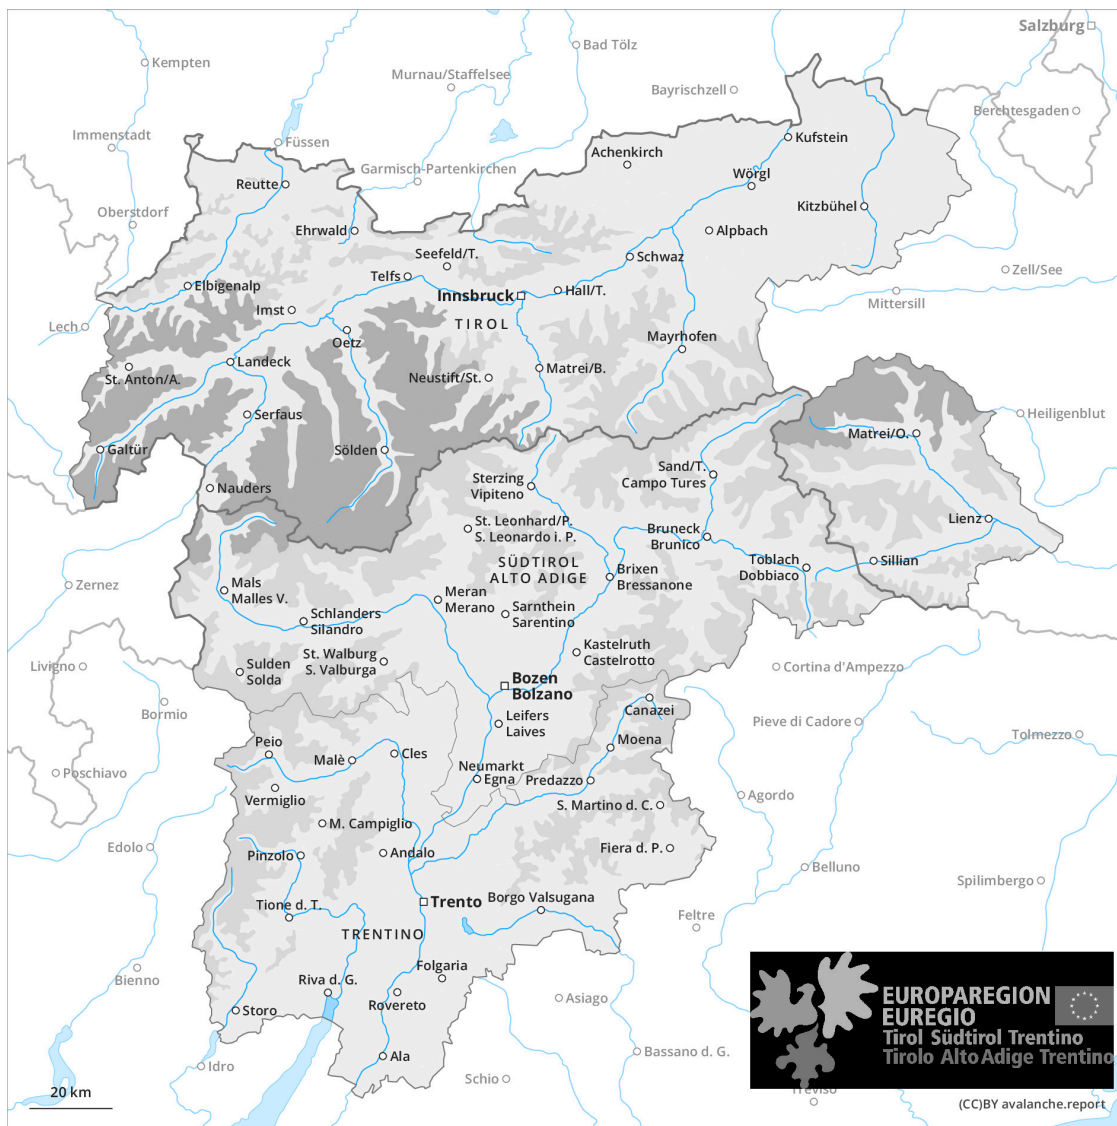 Salzburg
Bad Tölz
Kempten
Murnau/Staffelsee
Bayrischzell
Berchtesgaden
Immenstadt
Füssen
Kufstein
Achenkirch
Garmisch-Partenkirchen
Wörgl
Reutte
Oberstdorf
Kitzbühel
Ehrwald
Alpbach
Seefeld/T.
Schwaz
Telfs
Zell/See
Elbigenalp
Hall/T.
Innsbruck
Mittersill
Imst
TIROL
Lech
Oetz
Mayrhofen
Landeck
Matrei/B.
St. Anton/A.
Neustift/St.
Serfaus
Heiligenblut
Matrei/O.
Galtür
Sölden
Sand/T.
Campo Tures
Sterzing
Vipiteno
Nauders
Lienz
St. Leonhard/P.
S. Leonardo i. P.
Bruneck
Brunico
SÜDTIROL
ALTO ADIGE
Toblach
Dobbiaco
Sillian
Brixen
Bressanone
Zernez
Mals
Malles V.
Meran
Merano
Schlanders
Silandro
Sarnthein
Sarentino
Kastelruth
Castelrotto
St. Walburg
S. Valburga
Livigno
Sulden
Solda
Cortina d'Ampezzo
Bozen
Bolzano
Bormio
Canazei
Leifers
Laives
Pieve di Cadore
Tolmezzo
Peio
Moena
Malè
Cles
Poschiavo
Neumarkt
Egna
Predazzo
Vermiglio
Agordo
S. Martino d. C.
M. Campiglio
Edolo
Pinzolo
Andalo
Fiera d. P.
Belluno
Spilimbergo
Trento
Borgo Valsugana
Tione d. T.
Feltre
TRENTINO
Bienno
Folgaria
Riva d. G.
Rovereto
Asiago
Storo
EUROPAREGION
EUREGIO
Tirol Südtirol Trentino
Tirolo Alto Adige Trentino
Ala
Bassano d. G.
Idro
Schio
Treviso
20 km
(CC)BY avalanche.report